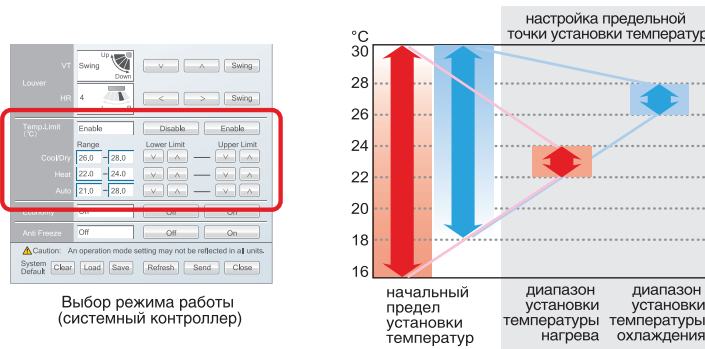 VT
Swing
Up
Down
Swing
Louver
HR
4
Swing
Temp.Limit
(°C)
Enable
Disable
Enable
Range
Lower Limit
Upper Limit
Cool/Dry
26,0 – 28,0
Heat
22.0 – 24.0
Auto
21,0 – 28,0
Economy
Off
Off
On
Anti Freeze
Off
Off
On
Caution: An operation mode setting may not be reflected in all units.
System
Default
Clear
Load
Save
Refresh
Send
Close
Выбор режима работы
(системный контроллер)
настройка предельной
точки установки температур
°C
30
28
26
24
22
20
18
16
начальный
предел
установки
температур
диапазон
установки
температуры
нагрева
диапазон
установки
температуры
охлаждения